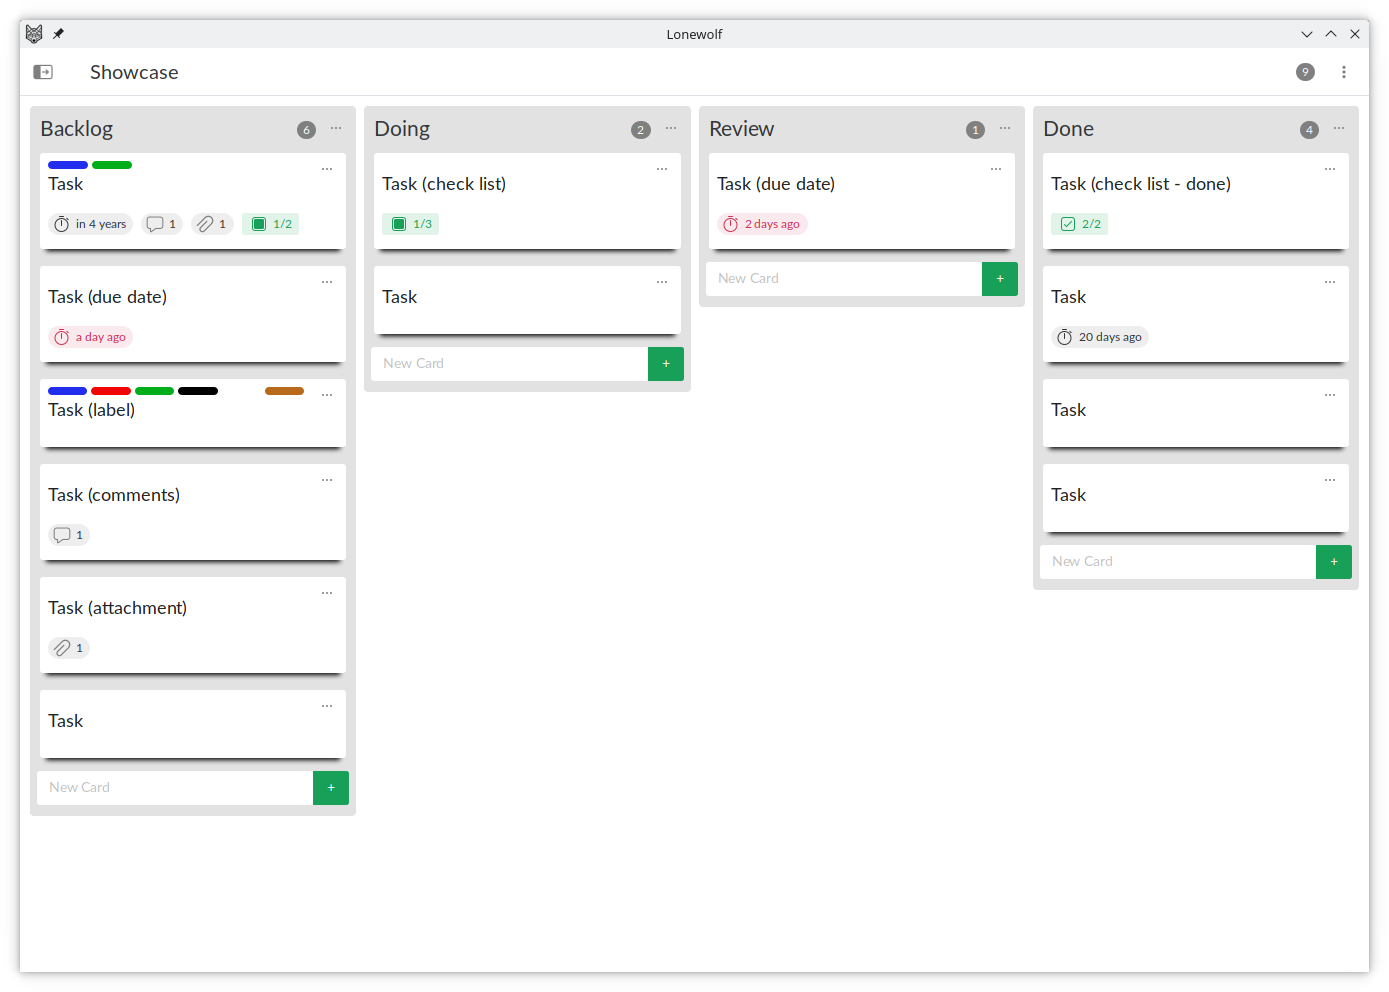 Lonewolf
Showcase
9
Backlog
6
Task
in 4 years
1
1
1/2
Task (due date)
a day ago
Task (label)
Task (comments)
1
Task (attachment)
1
Task
New Card
+
Doing
2
Task (check list)
1/3
Task
New Card
+
Review
1
Task (due date)
2 days ago
New Card
+
Done
4
Task (check list - done)
2/2
Task
20 days ago
Task
Task
New Card
+